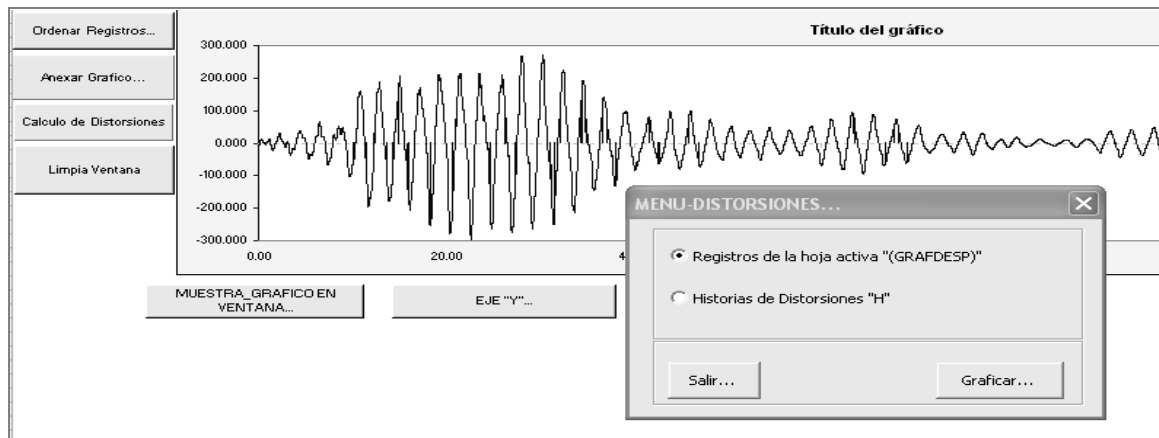 Ordenar Registros...
Anexar Grafico...
Calculo de Distorsiones
Limpia Ventana
Título del gráfico
300.000
200.000
100.000
0.000
-100.000
-200.000
-300.000
0.00
20.00
4
MUESTRA_GRAFICO EN
VENTANA...
EJE "Y"...
MENU-DISTORSIONES...
Registros de la hoja activa "(GRAFDESP)"
Historias de Distorsiones "H"
Salir...
Graficar...